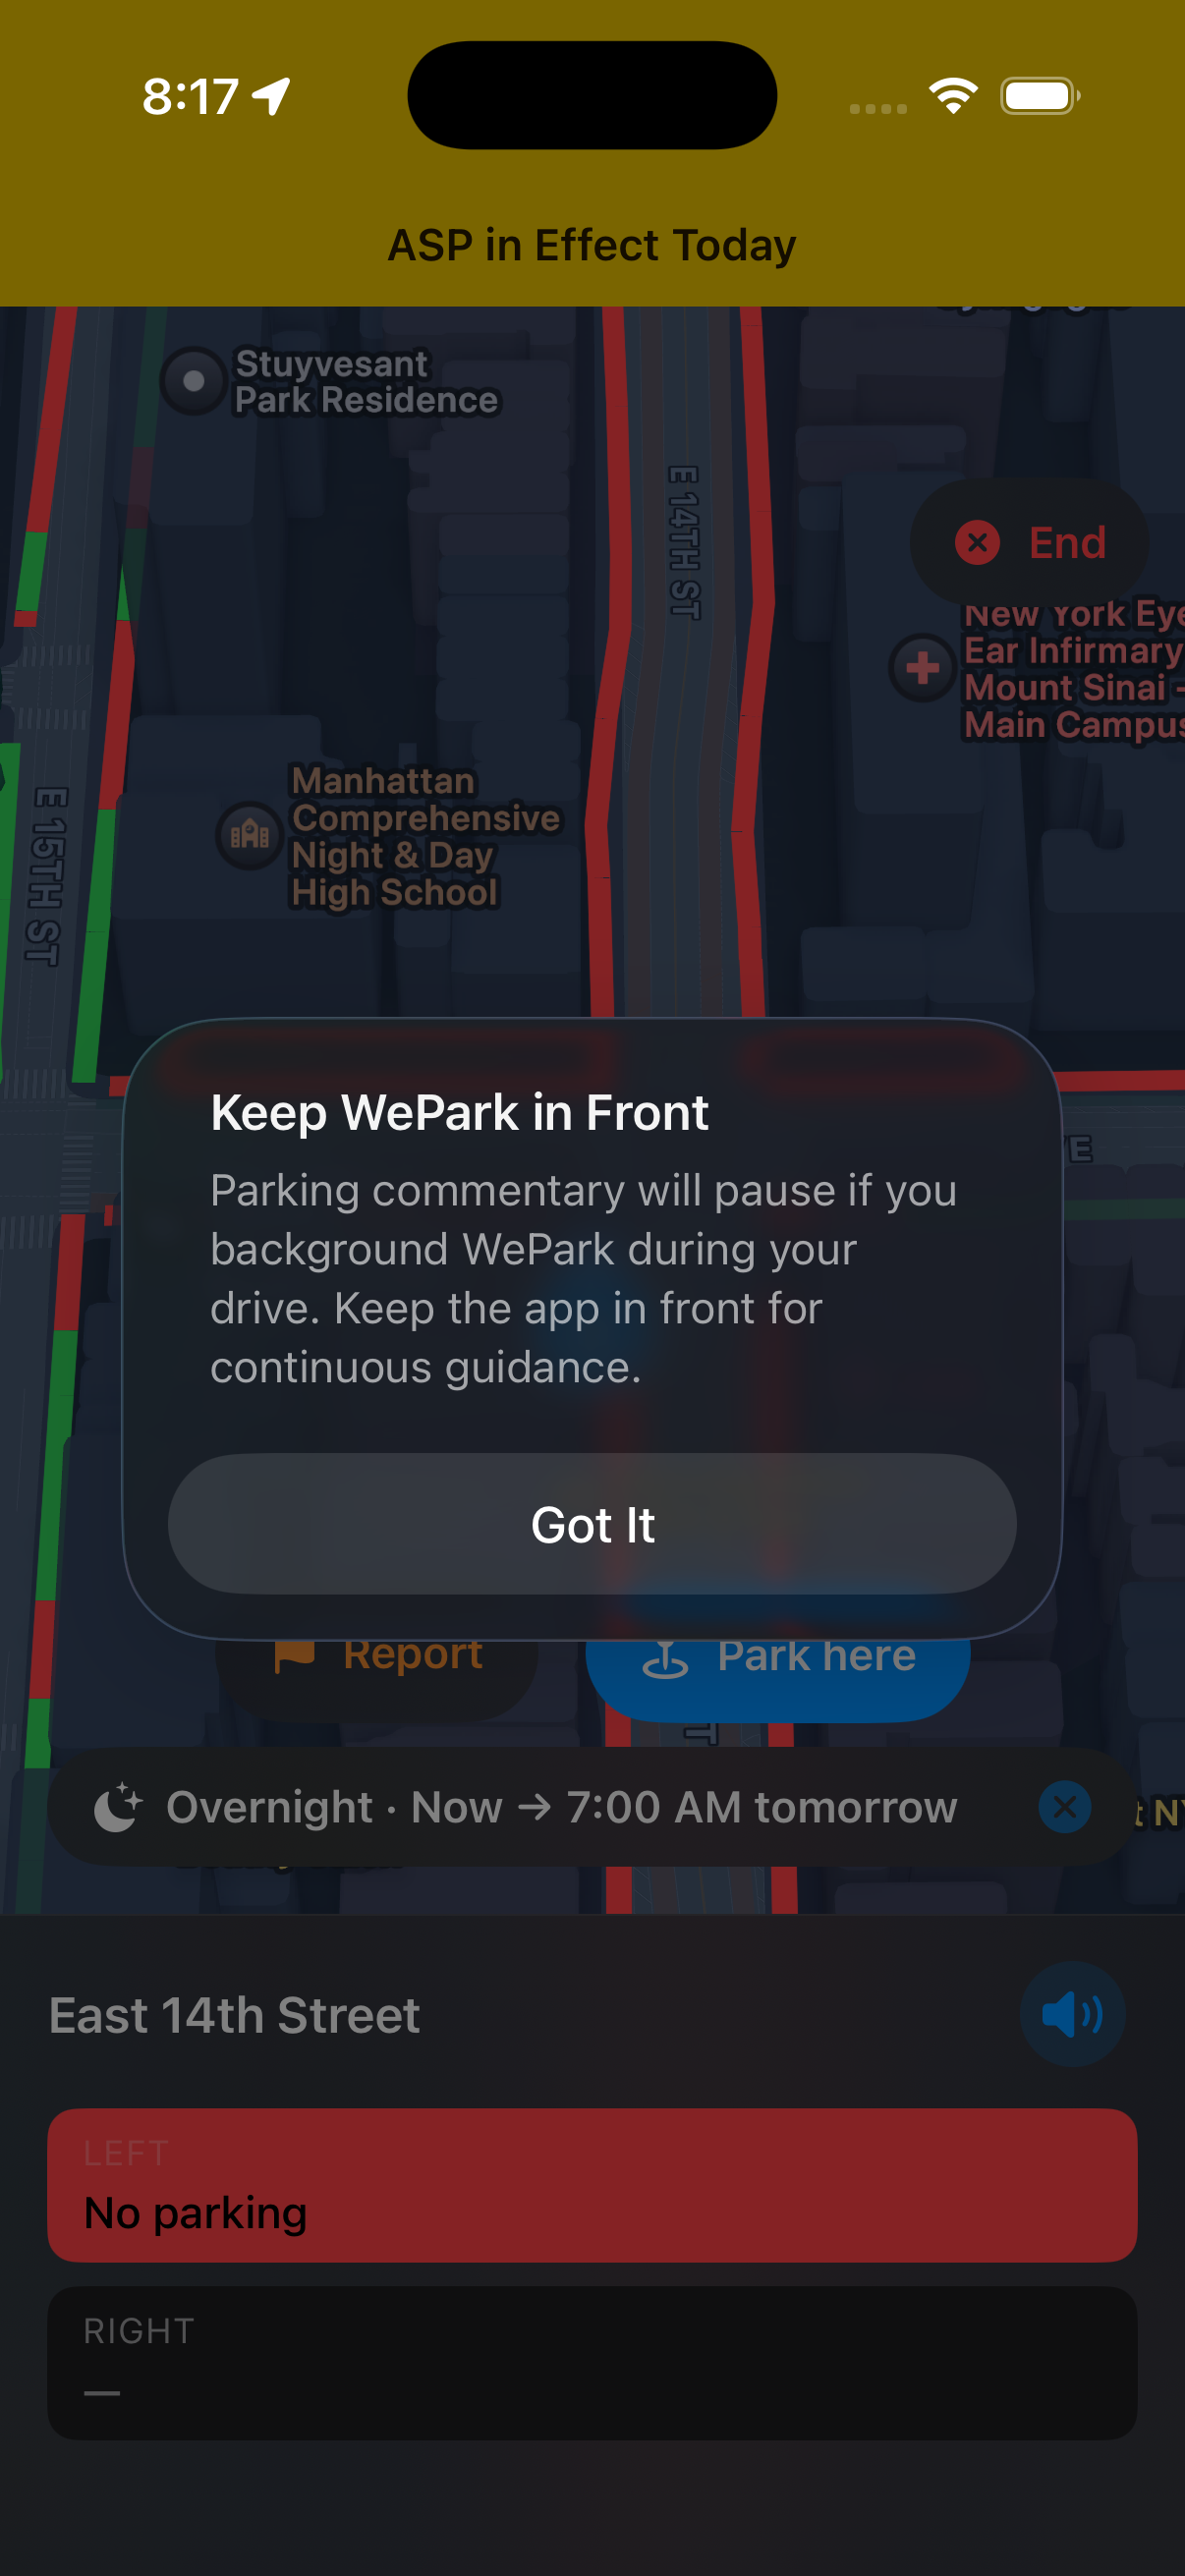 8:17
ASP in Effect Today
Stuyvesant
Park Residence
E 14TH ST
End
New York Eye
Ear Infirmary
Mount Sinai -
Main Campus
Manhattan
Comprehensive
Night & Day
High School
E 15TH ST
Keep WePark in Front
Parking commentary will pause if you
background WePark during your
drive. Keep the app in front for
continuous guidance.
Got It
Report
Park here
Overnight · Now → 7:00 AM tomorrow
East 14th Street
LEFT
No parking
RIGHT
—